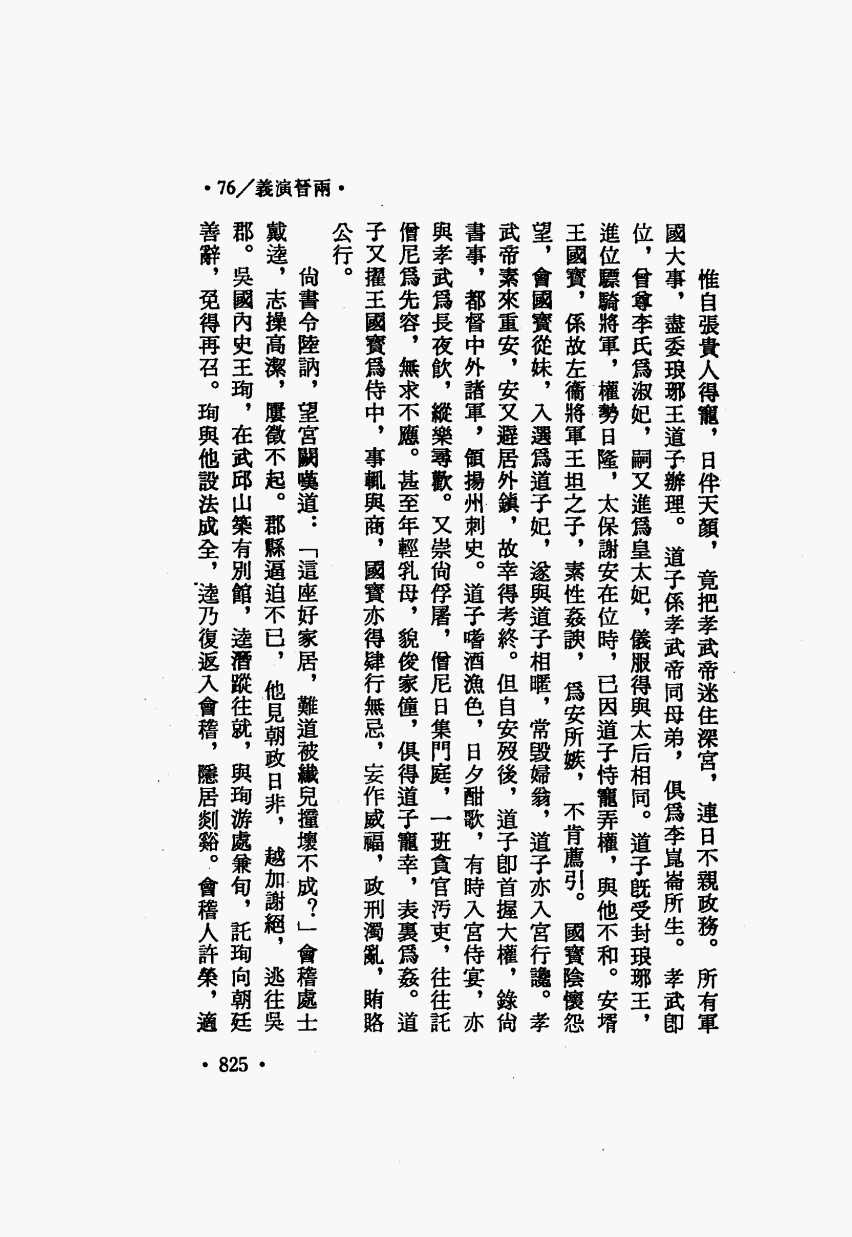 •76／義演晉兩•
惟自張貴人得寵，日伴天顏，竟把孝武帝迷住深宮，連日不親政務。所有軍
國大事，盡委琅琊王道子辦理。道子係孝武帝同母弟，俱爲李崑崙所生。孝武即
位，曾尊李氏爲淑妃，嗣又進爲皇太妃，儀服得與太后相同。道子既受封琅琊王，
進位驃騎將軍，權勢日隆，太保謝安在位時，已因道子恃寵弄權，與他不和。安壻
王國寶，係故左衞將軍王坦之子，素性姦諛，爲安所嫉，不肯薦引。國寶陰懷怨
望，會國寶從妹，入選爲道子妃，遂與道子相暱，常毀婦翁，道子亦入宮行讒。孝
武帝素來重安，安又避居外鎮，故幸得考終。但自安歿後，道子即首握大權，錄尙
書事，都督中外諸軍，領揚州刺史。道子嗜酒漁色，日夕酣歌，有時入宮侍宴，亦
與孝武爲長夜飲，縱樂尋歡。又崇尙俘屠，僧尼日集門庭，一班貪官汚吏，往往託
僧尼爲先容，無求不應。甚至年輕乳母，貌俊家僮，俱得道子寵幸，表裏爲姦。道
子又擢王國寶爲侍中，事輒與商，國寶亦得肆行無忌，妄作威福，政刑濁亂，賄賂
公行。
尙書令陸訥，望宮闕嘆道：「這座好家居，難道被纖兒撞壞不成？」會稽處士
戴逵，志操高潔，屢徵不起。郡縣逼迫不已，他見朝政日非，越加謝絕，逃往吳
郡。吳國內史王珣，在武邱山築有別館，逵潛蹤往就，與珣游處兼旬，託珣向朝廷
善辭，免得再召。珣與他設法成全，逵乃復返入會稽，隱居剡谿。會稽人許榮，適
•825•